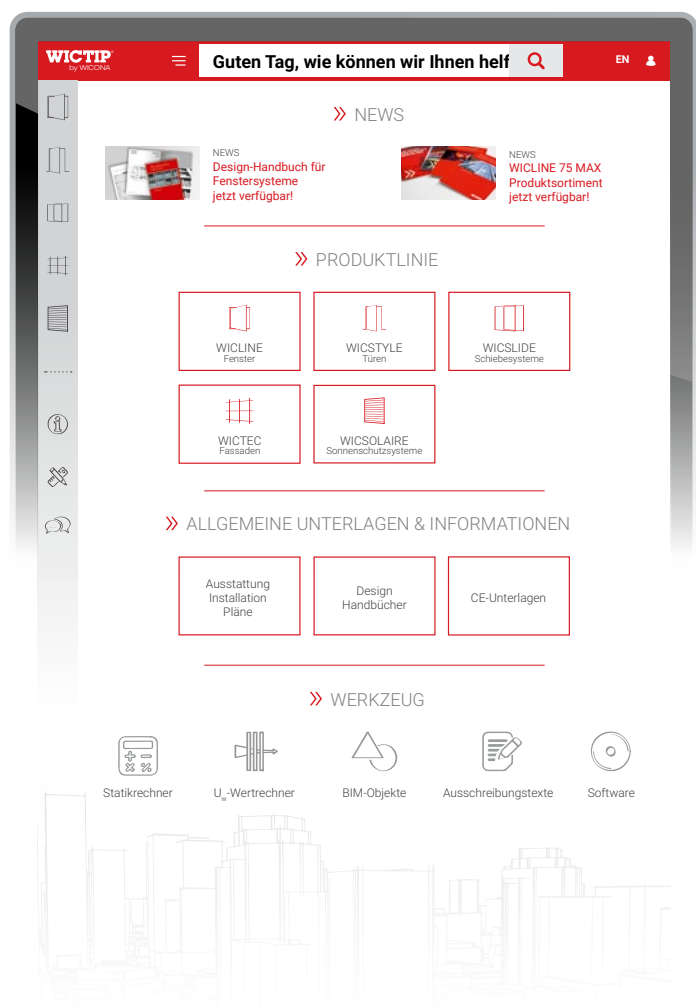 WICTIP
by WICONA
Guten Tag, wie können wir Ihnen helf
EN
NEWS
NEWS
Design-Handbuch für
Fenstersysteme
jetzt verfügbar!
NEWS
WICLINE 75 MAX
Produktsortiment
jetzt verfügbar!
PRODUKTLINIE
WICLINE
Fenster
WICSTYLE
Türen
WICSLIDE
Schiebesysteme
WICTEC
Fassaden
WICSOLAIRE
Sonnenschutzsysteme
ALLGEMEINE UNTERLAGEN & INFORMATIONEN
Ausstattung
Installation
Pläne
Design
Handbücher
CE-Unterlagen
WERKZEUG
Statikrechner
Uw-Wertrechner
BIM-Objekte
Ausschreibungstexte
Software